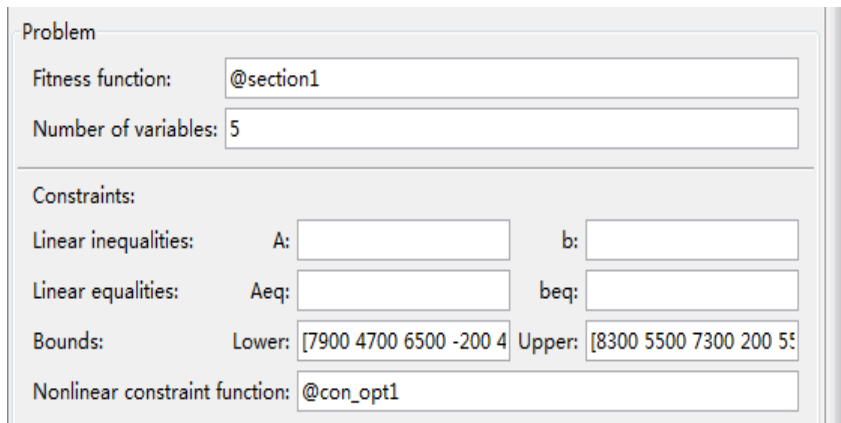 Problem
Fitness function: @section1
Number of variables: 5
Constraints:
Linear inequalities: A: b:
Linear equalities: Aeq: beq:
Bounds: Lower: [7900 4700 6500 -200 4 Upper: [8300 5500 7300 200 55
Nonlinear constraint function: @con_opt1